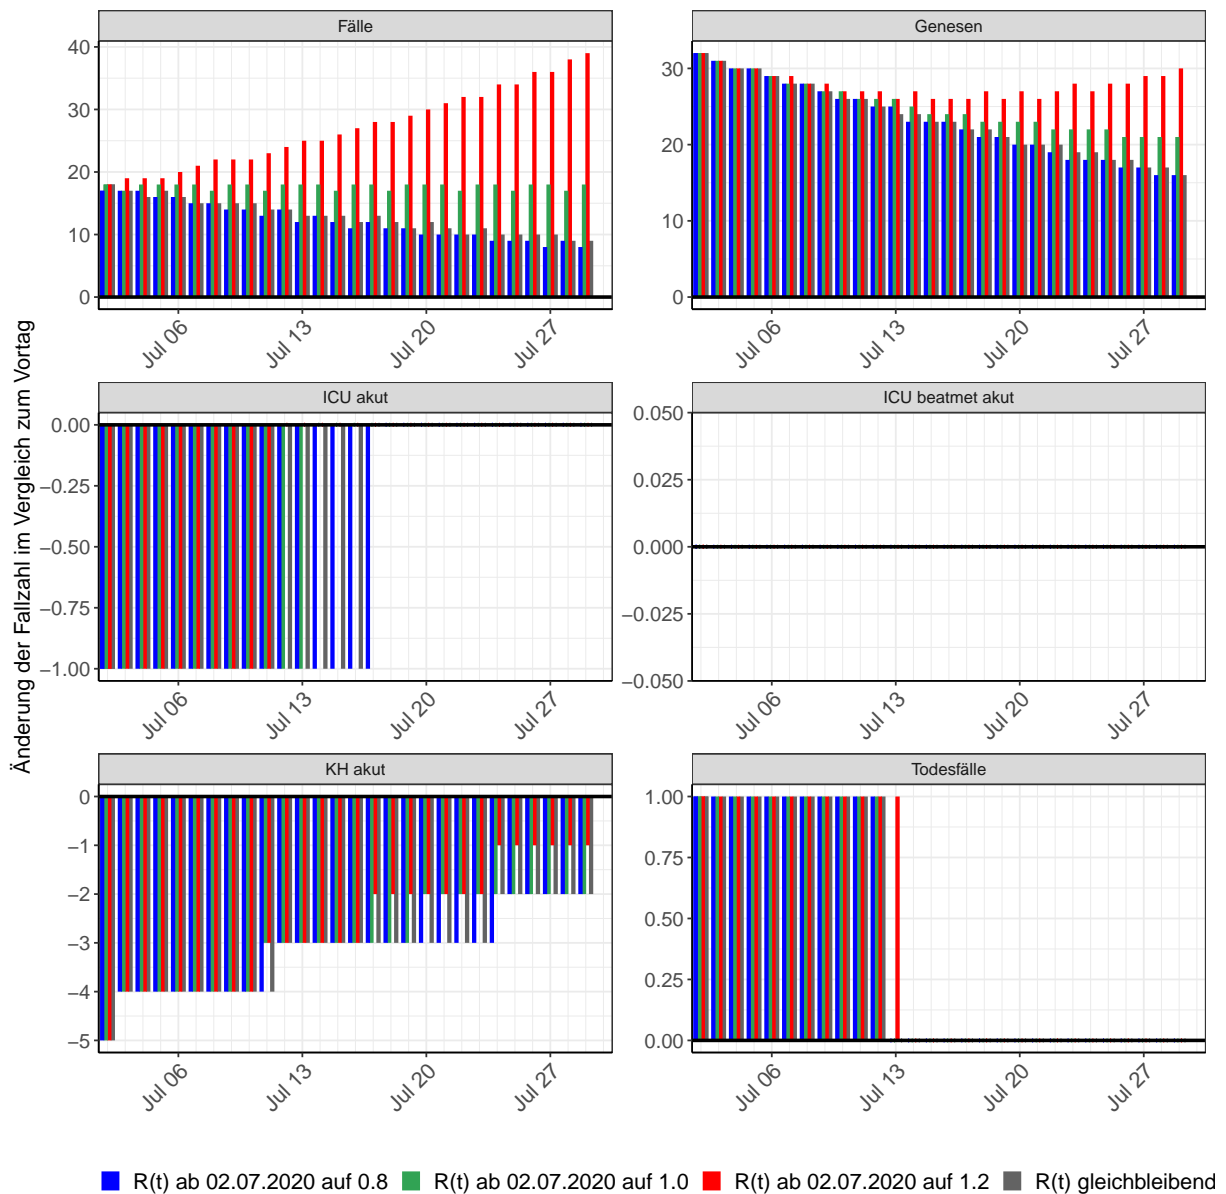 Fälle
Genesen
40
30
20
10
0
30
20
10
0
Jul 06
Jul 13
Jul 20
Jul 27
Jul 06
Jul 13
Jul 20
Jul 27
Änderung der Fallzahl im Vergleich zum Vortag
ICU akut
ICU beatmet akut
0.00
−0.25
−0.50
−0.75
−1.00
0.050
0.025
0.000
−0.025
−0.050
Jul 06
Jul 13
Jul 20
Jul 27
Jul 06
Jul 13
Jul 20
Jul 27
KH akut
Todesfälle
0
−1
−2
−3
−4
−5
1.00
0.75
0.50
0.25
0.00
Jul 06
Jul 13
Jul 20
Jul 27
Jul 06
Jul 13
Jul 20
Jul 27
R(t) ab 02.07.2020 auf 0.8 R(t) ab 02.07.2020 auf 1.0 R(t) ab 02.07.2020 auf 1.2 R(t) gleichbleibend